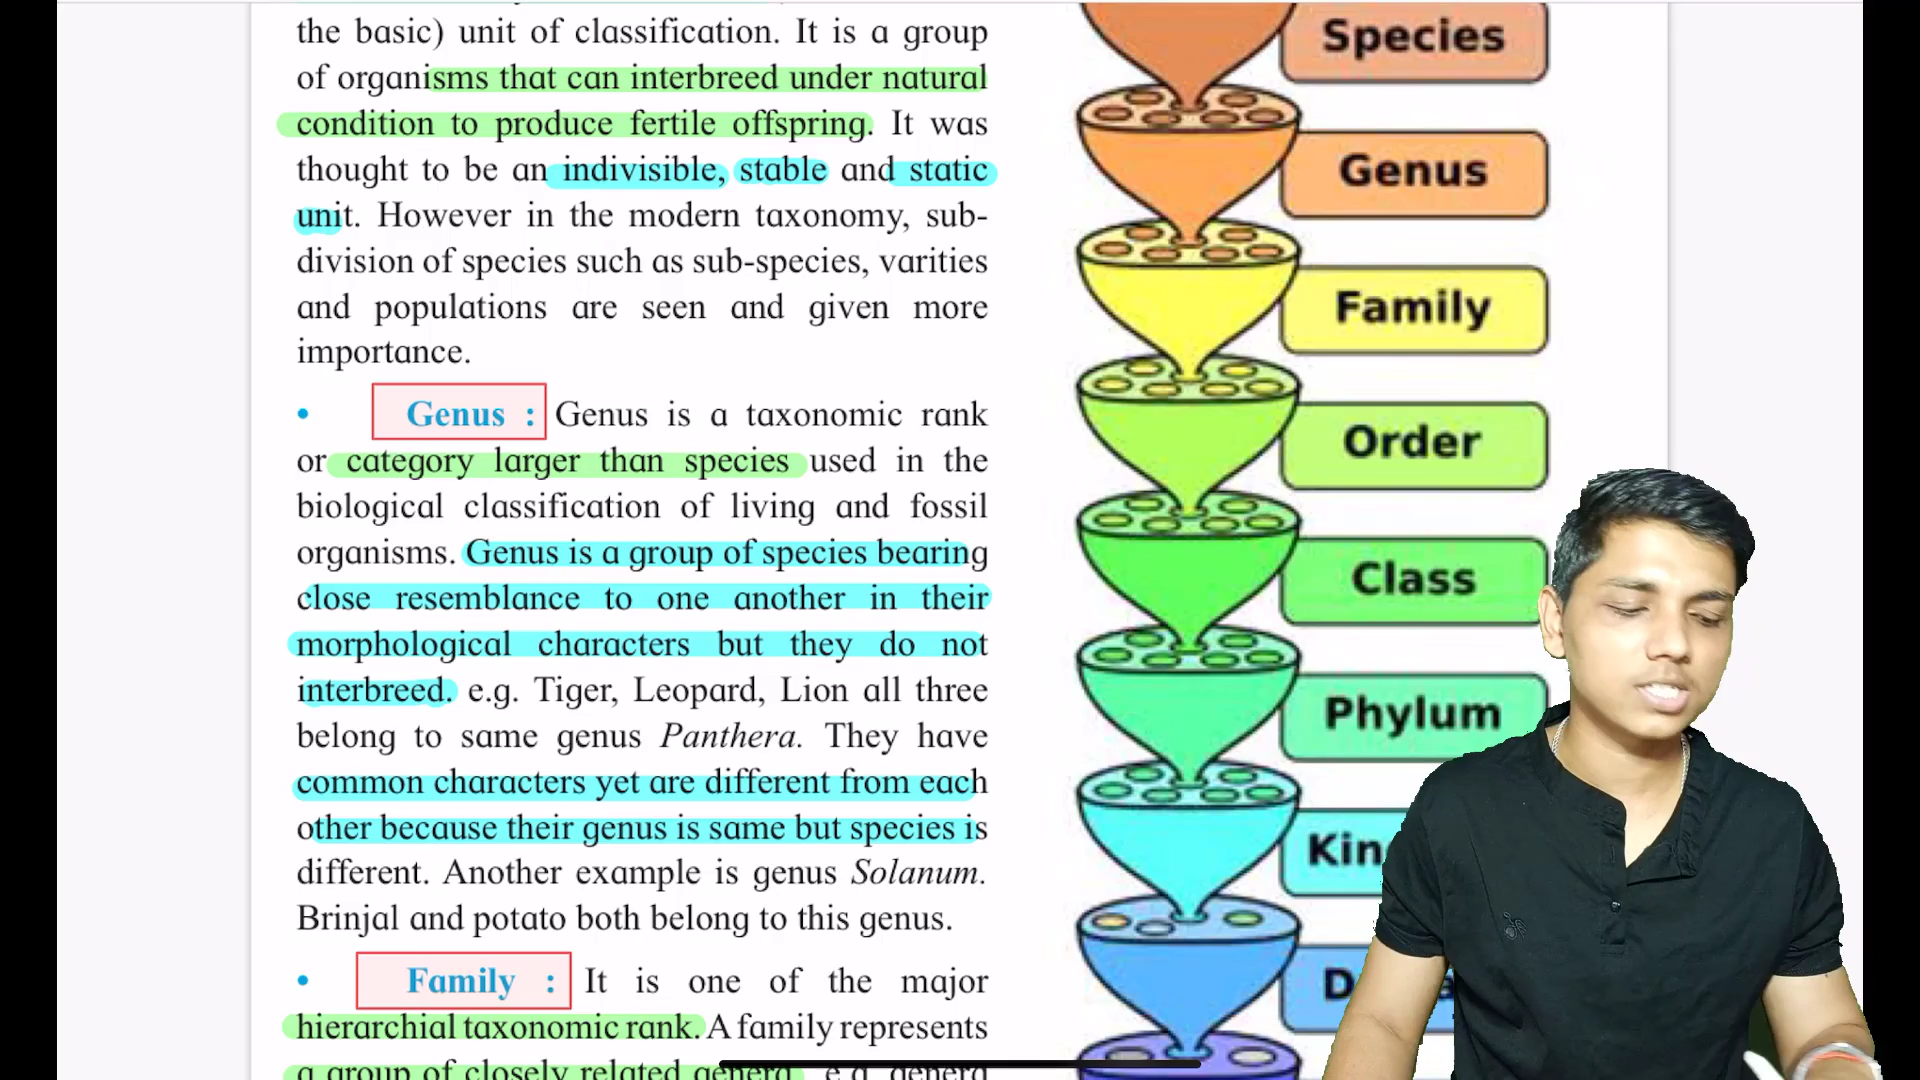 the basic) unit of classification. It is a group
of organisms that can interbreed under natural
condition to produce fertile offspring. It was
thought to be an indivisible, stable and static
unit. However in the modern taxonomy, sub-
division of species such as sub-species, varities
and populations are seen and given more
importance.
• Genus : Genus is a taxonomic rank
or category larger than species used in the
biological classification of living and fossil
organisms. Genus is a group of species bearing
close resemblance to one another in their
morphological characters but they do not
interbreed. e.g. Tiger, Leopard, Lion all three
belong to same genus Panthera. They have
common characters yet are different from each
other because their genus is same but species is
different. Another example is genus Solanum.
Brinjal and potato both belong to this genus.
• Family : It is one of the major
hierarchial taxonomic rank. A family represents
a group of closely related genera. e.g. genera
Species
Genus
Family
Order
Class
Phylum